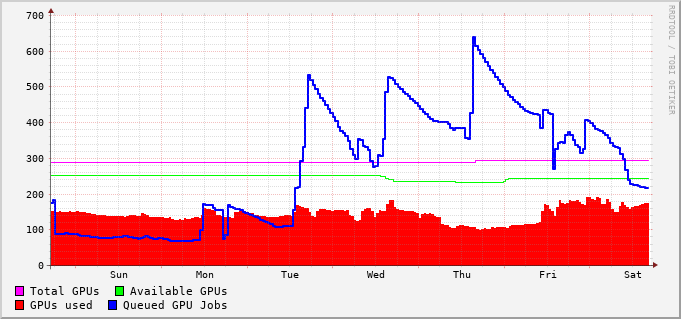 700
600
500
400
300
200
100
0
Sun Mon Tue Wed Thu Fri Sat
Total GPUs Available GPUs
GPUs used Queued GPU Jobs
RRDTOOL / TOBI OETIKER